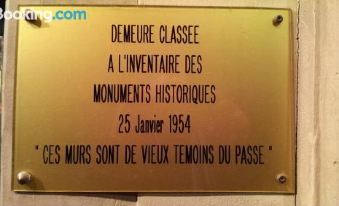 Booking.com
DEMEURE CLASSEE
A L'INVENTAIRE DES
MONUMENTS HISTORIQUES
25 Janvier 1954
" CES MURS SONT DE VIEUX TEMOINS DU PASSE "